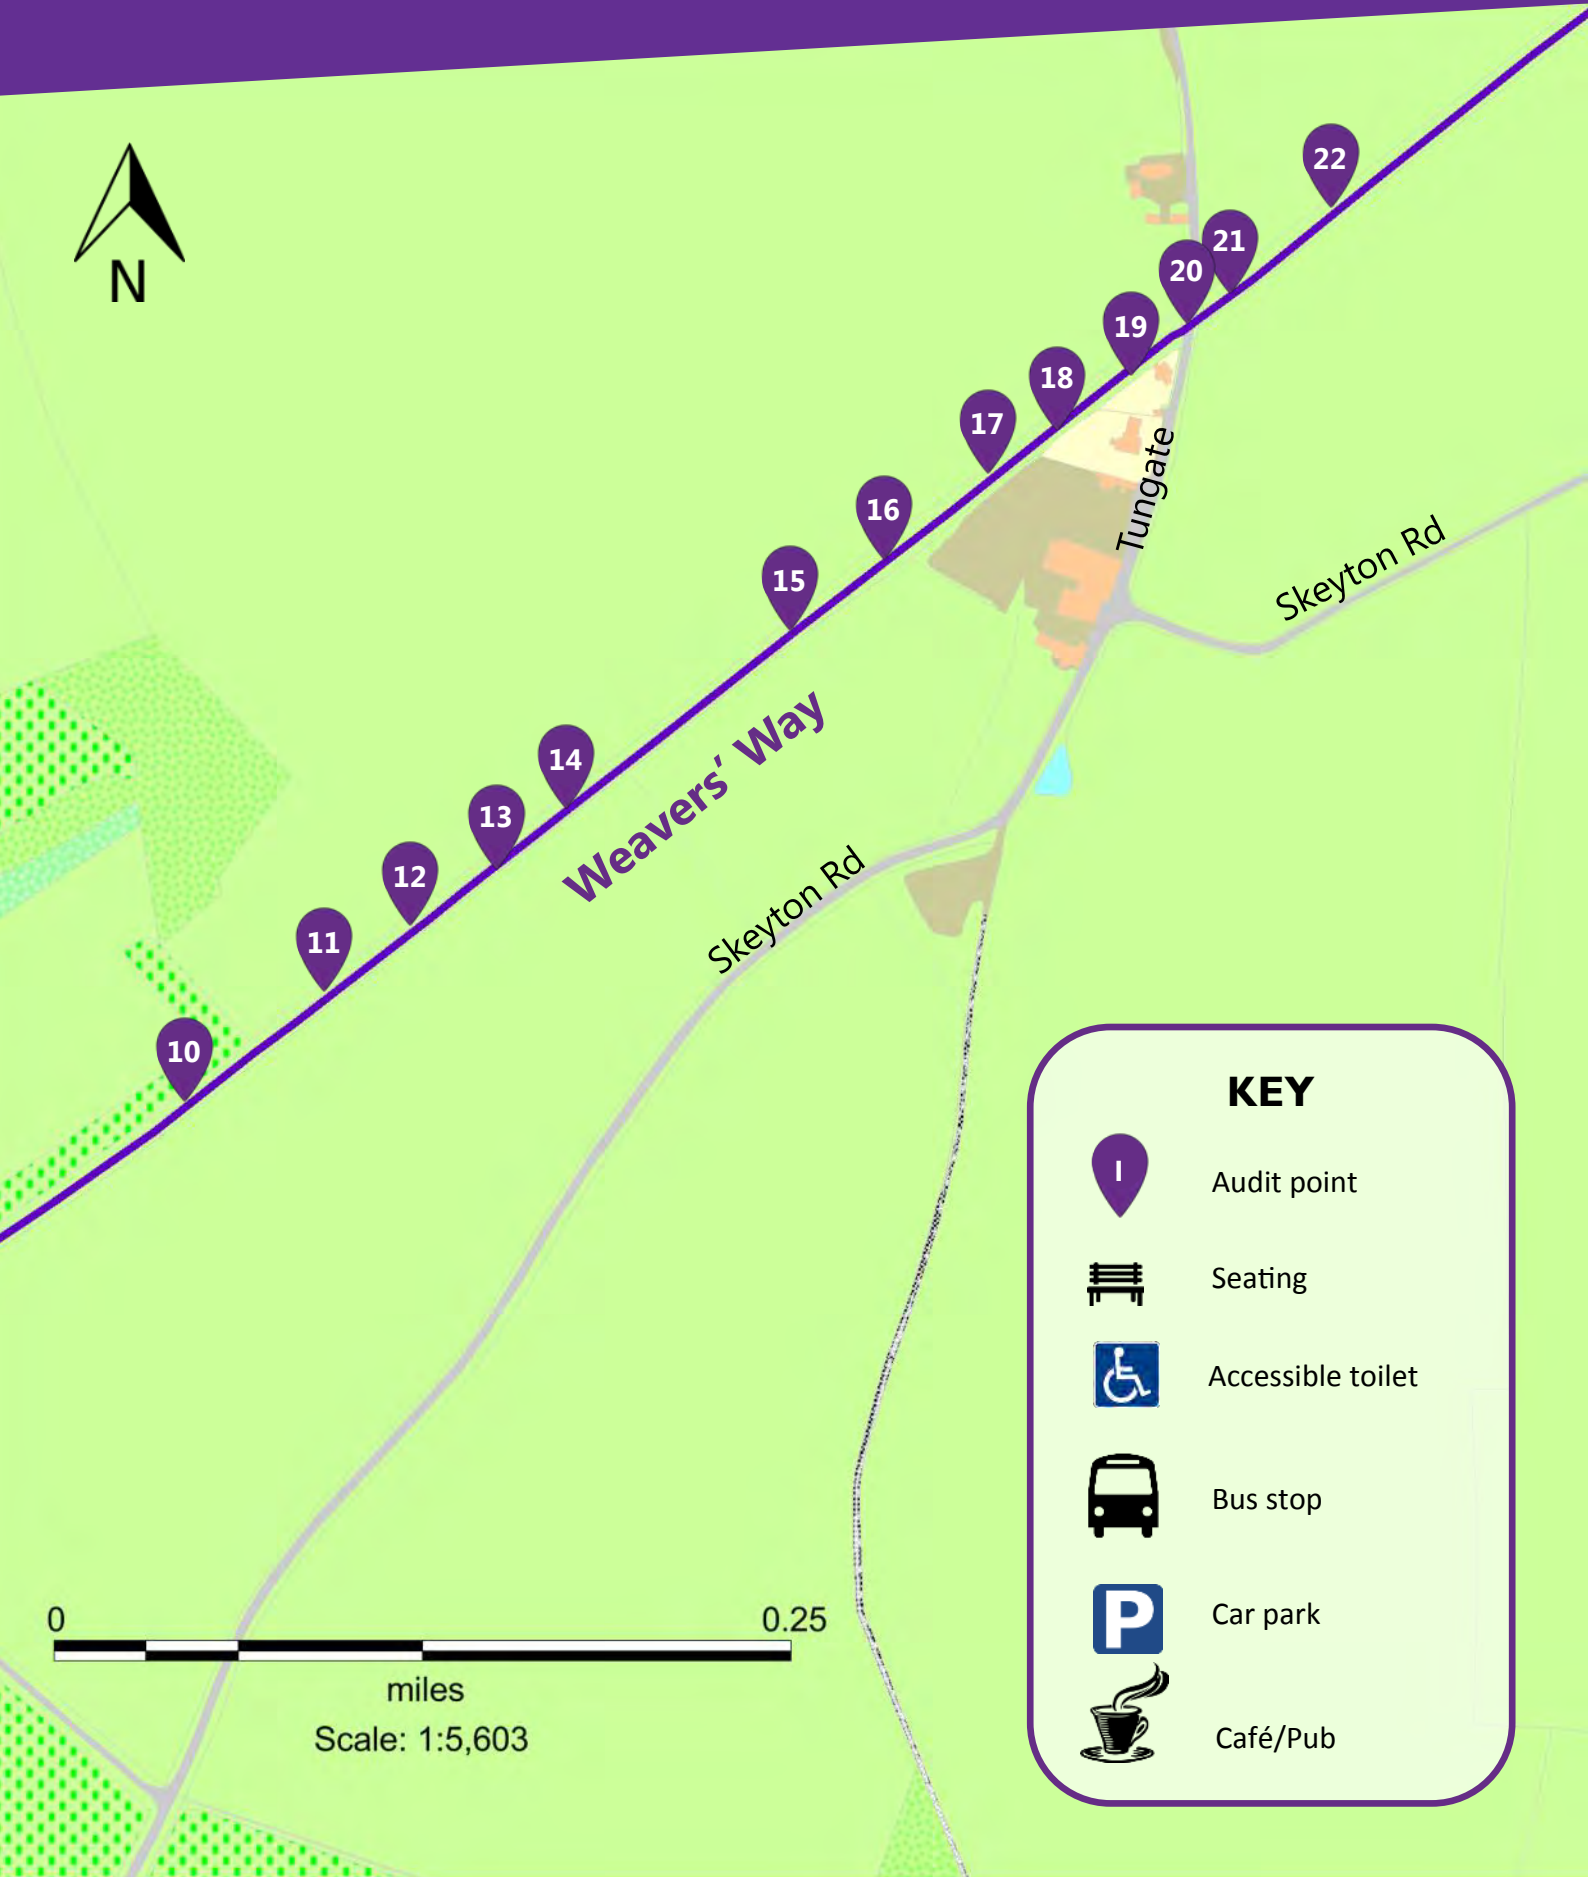 N
22
21
20
19
18
17
16
15
14
13
12
11
10
Tungate
Skeyton Rd
Weavers' Way
Skeyton Rd
KEY
I
Audit point
Seating
Accessible toilet
Bus stop
P
Car park
Café/Pub
0 0.25
miles
Scale: 1:5,603